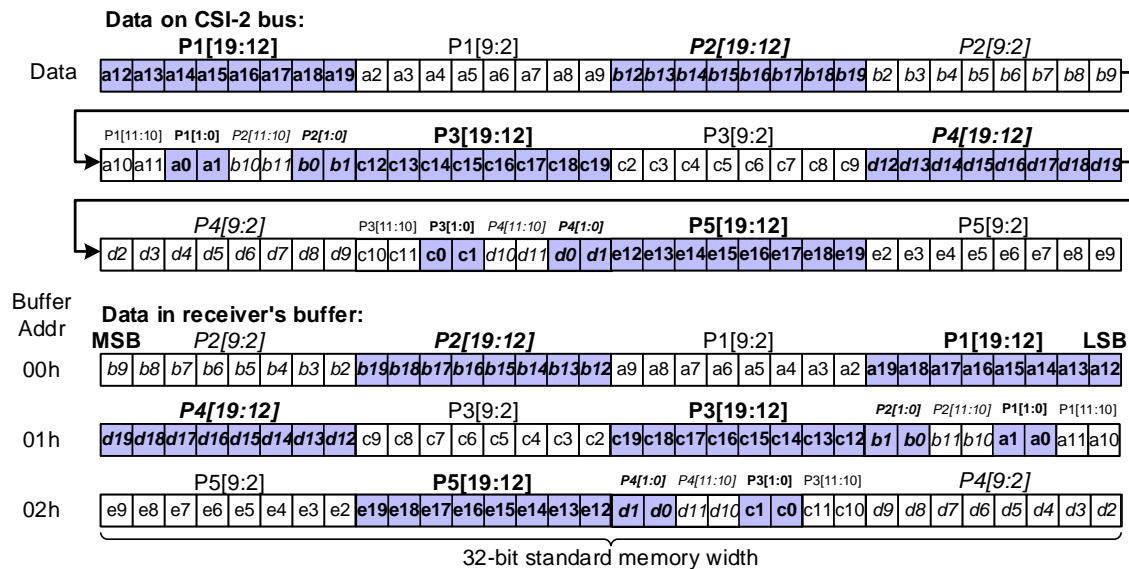 Data on CSI-2 bus:
P1[19:12] P1[9:2] P2[19:12] P2[9:2]
Data a12 a13 a14 a15 a16 a17 a18 a19 a2 a3 a4 a5 a6 a7 a8 a9 b12 b13 b14 b15 b16 b17 b18 b19 b2 b3 b4 b5 b6 b7 b8 b9
P1[11:10] P1[1:0] P2[11:10] P2[1:0] P3[19:12] P3[9:2] P4[19:12]
a10 a11 a0 a1 b10 b11 b0 b1 c12 c13 c14 c15 c16 c17 c18 c19 c2 c3 c4 c5 c6 c7 c8 c9 d12 d13 d14 d15 d16 d17 d18 d19
P4[9:2] P3[11:10] P3[1:0] P4[11:10] P4[1:0] P5[19:12] P5[9:2]
d2 d3 d4 d5 d6 d7 d8 d9 c10 c11 c0 c1 d10 d11 d0 d1 e12 e13 e14 e15 e16 e17 e18 e19 e2 e3 e4 e5 e6 e7 e8 e9
Buffer
Addr
Data in receiver's buffer:
MSB P2[9:2] P2[19:12] P1[9:2] P1[19:12] LSB
00h b9 b8 b7 b6 b5 b4 b3 b2 b19 b18 b17 b16 b15 b14 b13 b12 a9 a8 a7 a6 a5 a4 a3 a2 a19 a18 a17 a16 a15 a14 a13 a12
P4[19:12] P3[9:2] P3[19:12] P2[1:0] P2[11:10] P1[1:0] P1[11:10]
01h d19 d18 d17 d16 d15 d14 d13 d12 c9 c8 c7 c6 c5 c4 c3 c2 c19 c18 c17 c16 c15 c14 c13 c12 b1 b0 b11 b10 a1 a0 a11 a10
P5[9:2] P5[19:12] P4[1:0] P4[11:10] P3[1:0] P3[11:10] P4[9:2]
02h e9 e8 e7 e6 e5 e4 e3 e2 e19 e18 e17 e16 e15 e14 e13 e12 d1 d0 d11 d10 c1 c0 c11 c10 d9 d8 d7 d6 d5 d4 d3 d2
32-bit standard memory width